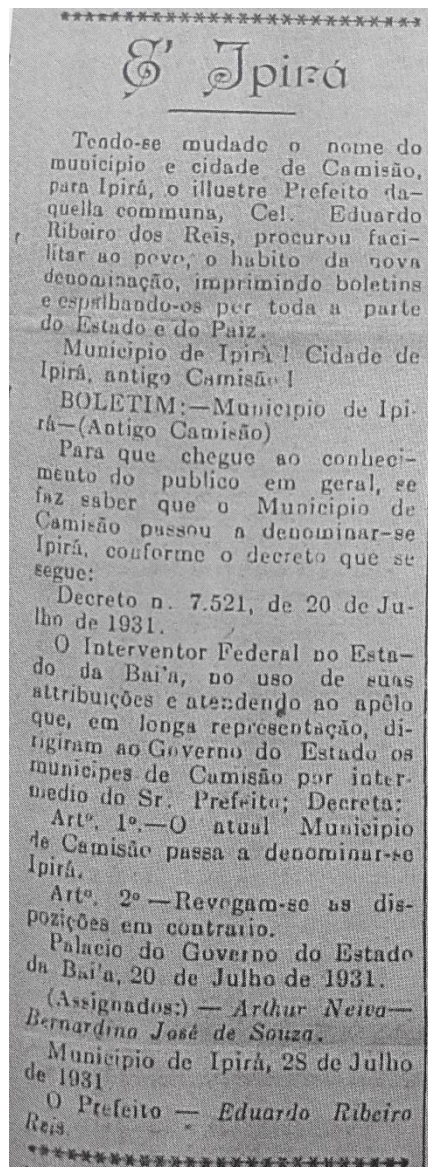 E' Ipirá
Tendo-se mudado o nome do
municipio e cidade de Camisão,
para Ipirá, o illustre Prefeito da-
quella communa, Cel. Eduardo
Ribeiro dos Reis, procurou faci-
litar ao povo, o habito da nova
denominação, imprimindo boletins
e espalhando-os per toda a parte
do Estado e do Paiz.
Municipio de Ipirà ! Cidade de
Ipirá, antigo Camisão !
BOLETIM:—Municipio de Ipi-
rá—(Antigo Camisão)
Para que chegue ao conheci-
mento do publico em geral, se
faz saber que o Municipio de
Camisão passou a denominar-se
Ipirá, conforme o decreto que se
segue:
Decreto n. 7.521, de 20 de Ju-
lho de 1931.
O Interventor Federal no Esta-
do da Bai'a, no uso de suas
attribuições e atendendo ao apêlo
que, em longa representação, di-
rigiram ao Governo do Estado os
municipes de Camisão por inter-
medio do Sr. Prefeito; Decreta:
Artº. 1º.—O atual Municipio
de Camisão passa a denominar-se
Ipirá.
Artº. 2º—Revogam-se as dis-
pozições em contrario.
Palacio do Governo do Estado
da Bai'a, 20 de Julho de 1931.
(Assignados:) — Arthur Neiva—
Bernardino José de Souza.
Municipio de Ipirá, 28 de Julho
de 1931
O Prefeito — Eduardo Ribeiro
Reis.